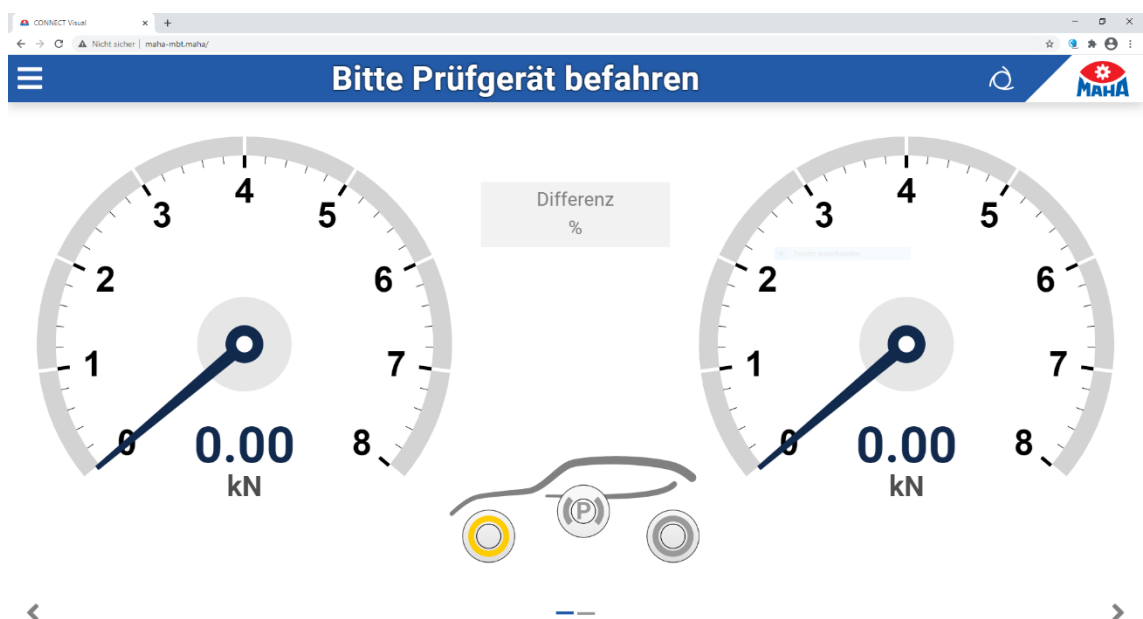 CONNECT Visual
Nicht sicher
maha-mbt.maha/
Bitte Prüfgerät befahren
MAHA
0
1
2
3
4
5
6
7
8
0.00
kN
Differenz
%
0
1
2
3
4
5
6
7
8
0.00
kN
P